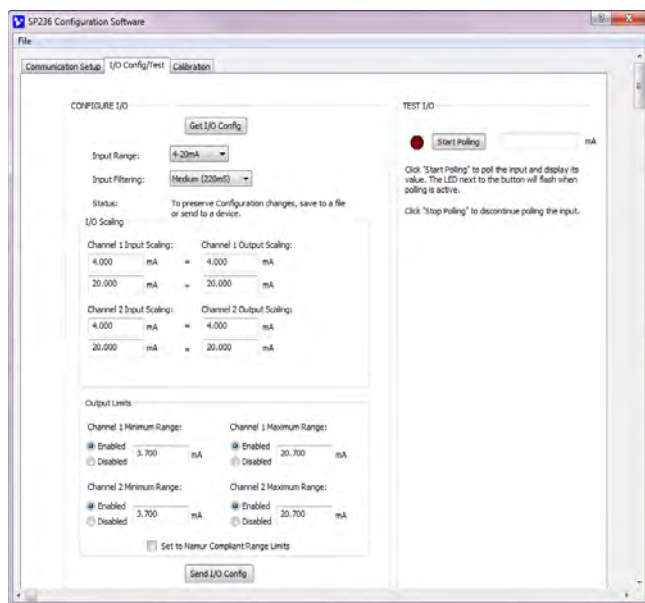 SP236 Configuration Software
File
Communication Setup I/O Config/Test Calibration
CONFIGURE I/O
Get I/O Config
Input Range: 4-20mA
Input Filtering: Medium (220mS)
Status: To preserve Configuration changes, save to a file
or send to a device.
I/O Scaling
Channel 1 Input Scaling: Channel 1 Output Scaling:
4.000 mA = 4.000 mA
20.000 mA = 20.000 mA
Channel 2 Input Scaling: Channel 2 Output Scaling:
4.000 mA = 4.000 mA
20.000 mA = 20.000 mA
Output Limits
Channel 1 Minimum Range: Channel 1 Maximum Range:
Enabled 3.700 mA Enabled 20.700 mA
Disabled Disabled
Channel 2 Minimum Range: Channel 2 Maximum Range:
Enabled 3.700 mA Enabled 20.700 mA
Disabled Disabled
Set to Namur Compliant Range Limits
Send I/O Config
TEST I/O
Start Polling mA
Click "Start Polling" to poll the input and display its
value. The LED next to the button will flash when
polling is active.
Click "Stop Polling" to discontinue polling the input.